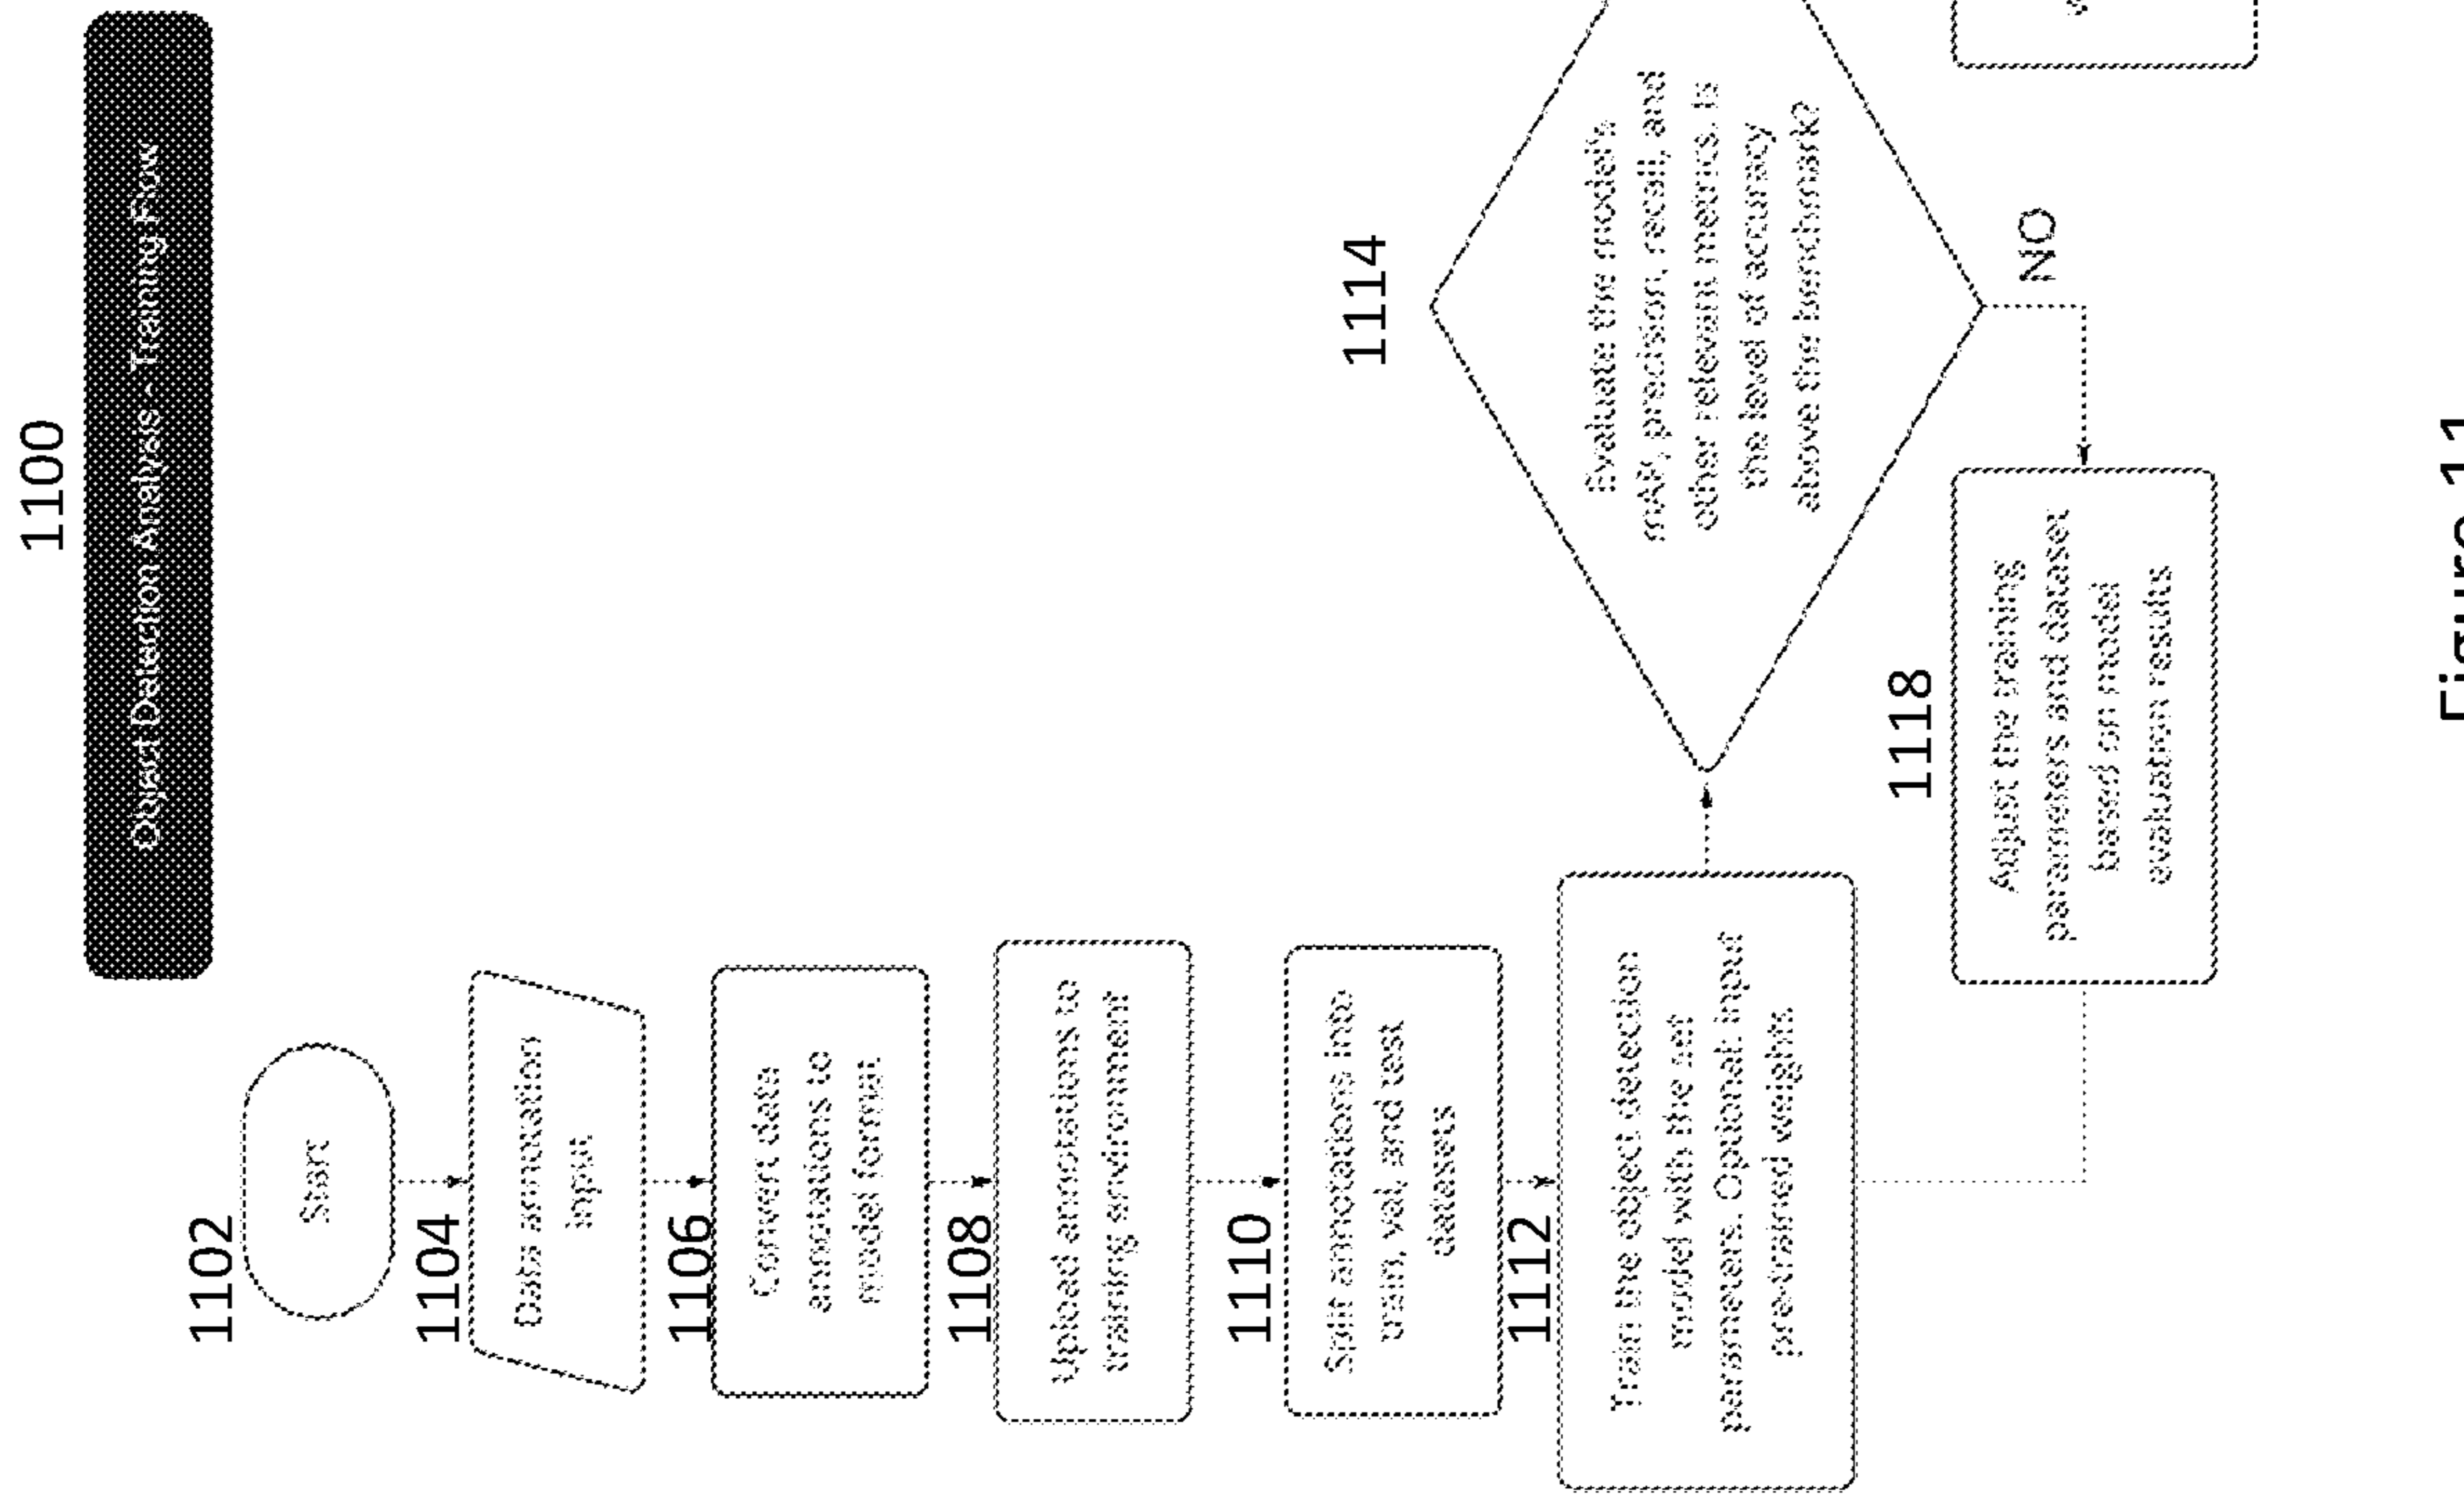 1100
Object Detection Analysis - Training Flow
1102
Start
1104
Data annotation
input
1106
Convert data
annotations to
model format
1108
Upload annotations to
training environment
1110
Split annotations into
train, val, and test
datasets
1112
Train the object detection
model with the set
parameters. Optional: input
pre-trained weights
1114
Evaluate the model's
mAP, precision, recall, and
other relevant metrics. Is
the level of accuracy
above the benchmark?
NO
1118
Adjust the training
parameters and dataset
based on model
evaluation results
Figure 11